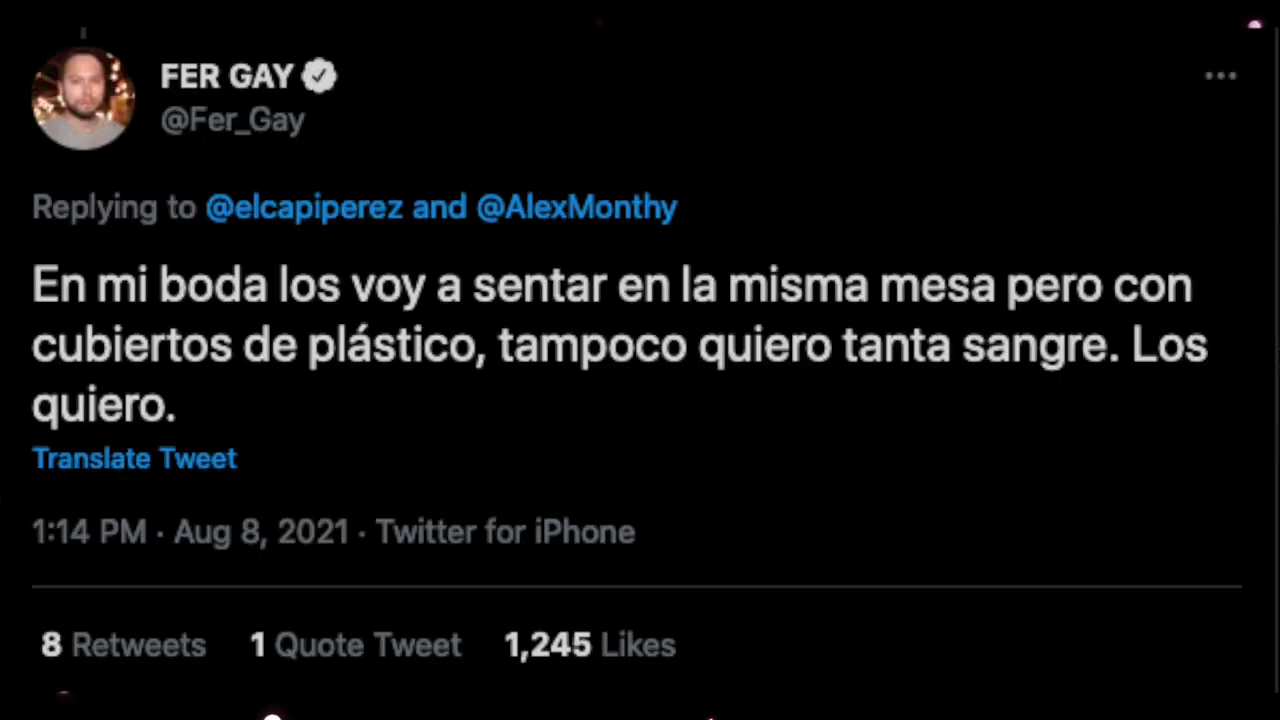 FER GAY
@Fer_Gay
Replying to @elcapiperez and @AlexMonthy
En mi boda los voy a sentar en la misma mesa pero con
cubiertos de plástico, tampoco quiero tanta sangre. Los
quiero.
Translate Tweet
1:14 PM · Aug 8, 2021 · Twitter for iPhone
8 Retweets 1 Quote Tweet 1,245 Likes